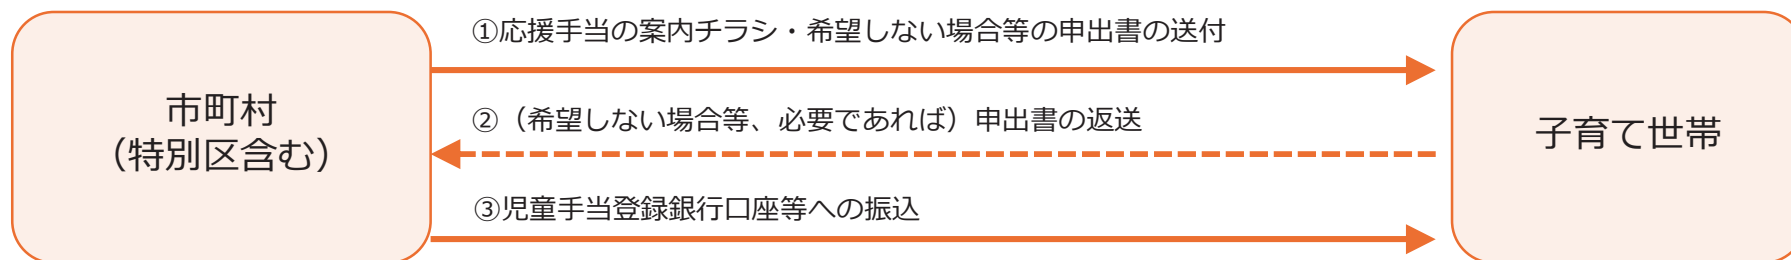 市町村
（特別区含む）
①応援手当の案内チラシ・希望しない場合等の申出書の送付
②（希望しない場合等、必要であれば）申出書の返送
③児童手当登録銀行口座等への振込
子育て世帯